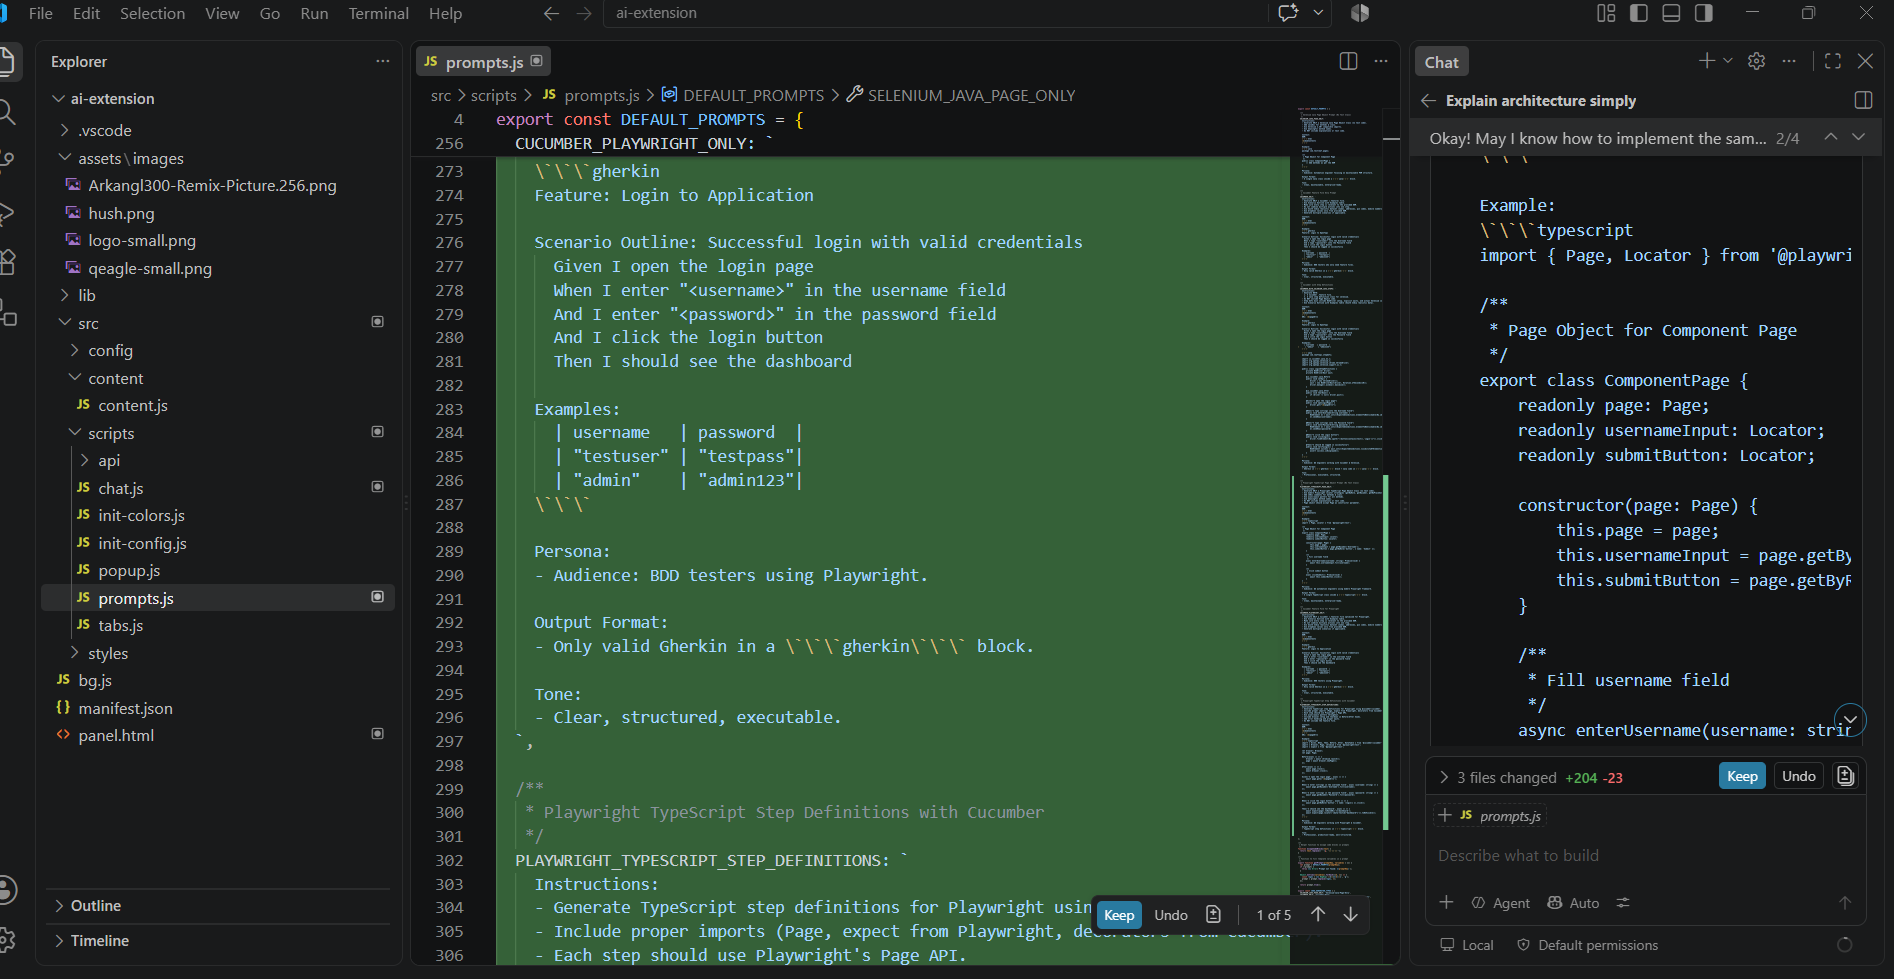 File Edit Selection View Go Run Terminal Help
ai-extension
Explorer
ai-extension
.vscode
assets\images
Arkangl300-Remix-Picture.256.png
hush.png
logo-small.png
qeagle-small.png
lib
src
config
content
JS content.js
scripts
api
JS chat.js
JS init-colors.js
JS init-config.js
JS popup.js
JS prompts.js
JS tabs.js
styles
JS bg.js
{} manifest.json
<> panel.html
Outline
Timeline
JS prompts.js
src > scripts > JS prompts.js > DEFAULT_PROMPTS > SELENIUM_JAVA_PAGE_ONLY
4 export const DEFAULT_PROMPTS = {
256 CUCUMBER_PLAYWRIGHT_ONLY: `
273 \`\`\`gherkin
274 Feature: Login to Application
275
276 Scenario Outline: Successful login with valid credentials
277 Given I open the login page
278 When I enter "<username>" in the username field
279 And I enter "<password>" in the password field
280 And I click the login button
281 Then I should see the dashboard
282
283 Examples:
284 | username | password |
285 | "testuser" | "testpass"|
286 | "admin" | "admin123"|
287 \`\`\`
288
289 Persona:
290 - Audience: BDD testers using Playwright.
291
292 Output Format:
293 - Only valid Gherkin in a \`\`\`gherkin\`\`\` block.
294
295 Tone:
296 - Clear, structured, executable.
297 `,
298
299 /**
300 * Playwright TypeScript Step Definitions with Cucumber
301 */
302 PLAYWRIGHT_TYPESCRIPT_STEP_DEFINITIONS: `
303 Instructions:
304 - Generate TypeScript step definitions for Playwright usin
305 - Include proper imports (Page, expect from Playwright,
306 - Each step should use Playwright's Page API.
Keep Undo 1 of 5
Chat
Explain architecture simply
Okay! May I know how to implement the sam... 2/4
Example:
\`\`\`typescript
import { Page, Locator } from '@playwri
/**
* Page Object for Component Page
*/
export class ComponentPage {
readonly page: Page;
readonly usernameInput: Locator;
readonly submitButton: Locator;
constructor(page: Page) {
this.page = page;
this.usernameInput = page.getBy
this.submitButton = page.getByR
}
/**
* Fill username field
*/
async enterUsername(username: strin
3 files changed +204 -23 Keep Undo
JS prompts.js
Describe what to build
Agent Auto
Local Default permissions